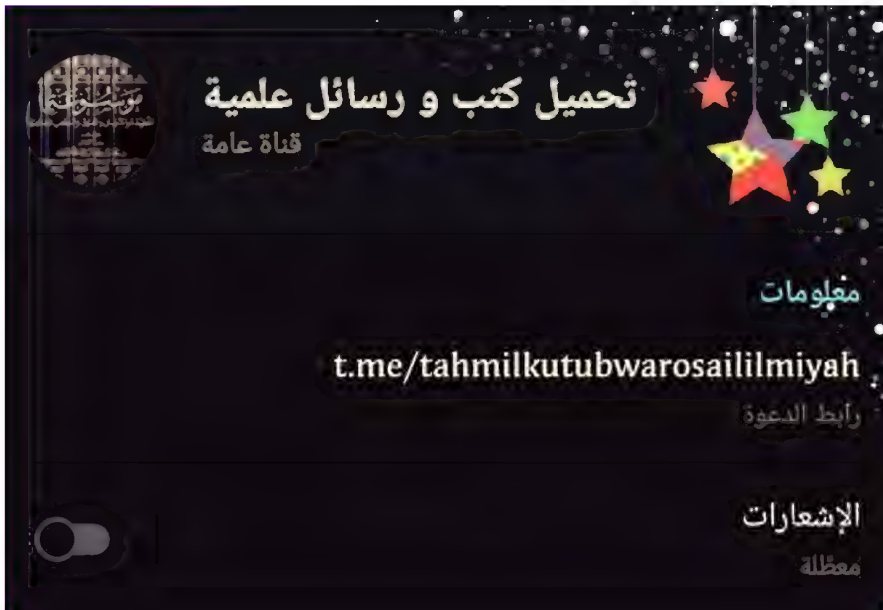 تحميل كتب و رسائل علمية
قناة عامة
معلومات
t.me/tahmilkutubwarosaililmiyah
رابط الدعوة
الإشعارات
معطلة